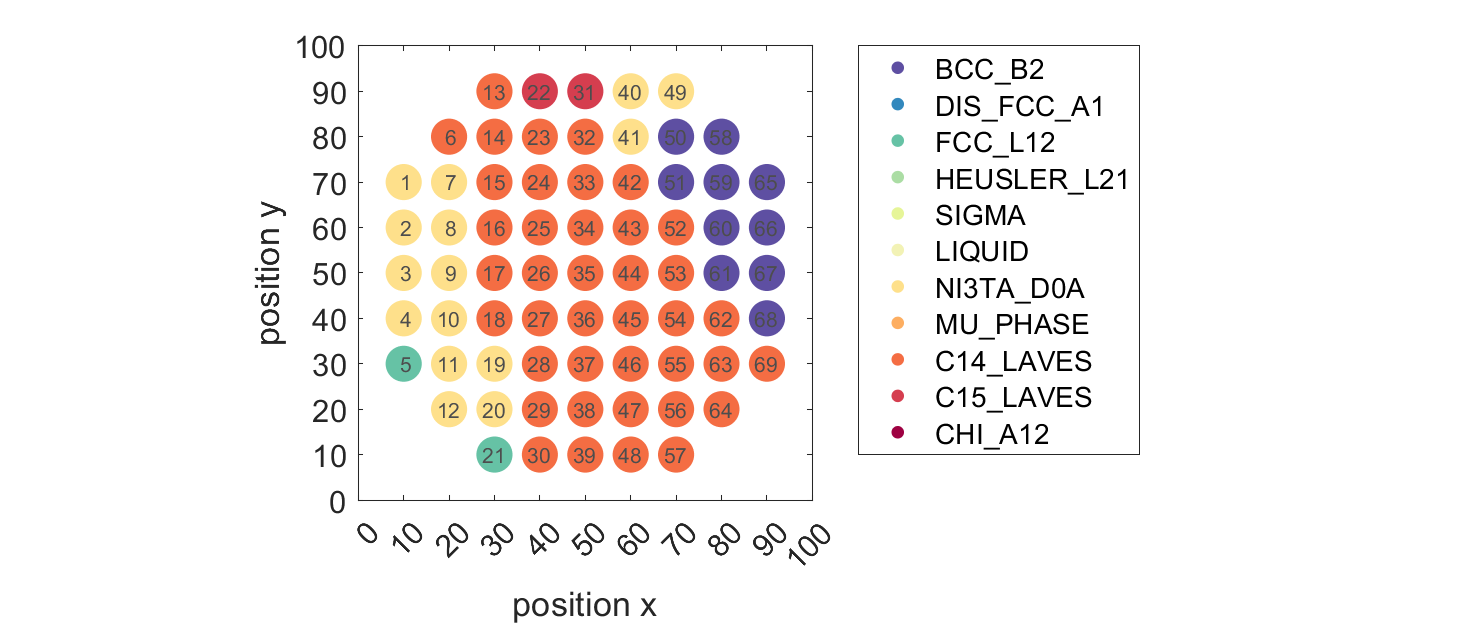 100
90
80
70
60
50
40
30
20
10
0
position y
13 22 31 40 49
6 14 23 32 41 50 58
1 7 15 24 33 42 51 59 65
2 8 16 25 34 43 52 60 66
3 9 17 26 35 44 53 61 67
4 10 18 27 36 45 54 62 68
5 11 19 28 37 46 55 63 69
12 20 29 38 47 56 64
21 30 39 48 57
0 10 20 30 40 50 60 70 80 90 100
position x
BCC_B2
DIS_FCC_A1
FCC_L12
HEUSLER_L21
SIGMA
LIQUID
NI3TA_D0A
MU_PHASE
C14_LAVES
C15_LAVES
CHI_A12